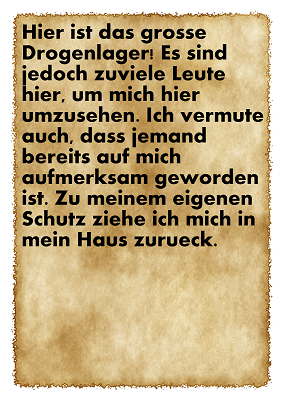 Hier ist das grosse
Drogenlager! Es sind
jedoch zuviele Leute
hier, um mich hier
umzusehen. Ich vermute
auch, dass jemand
bereits auf mich
aufmerksam geworden
ist. Zu meinem eigenen
Schutz ziehe ich mich in
mein Haus zurueck.